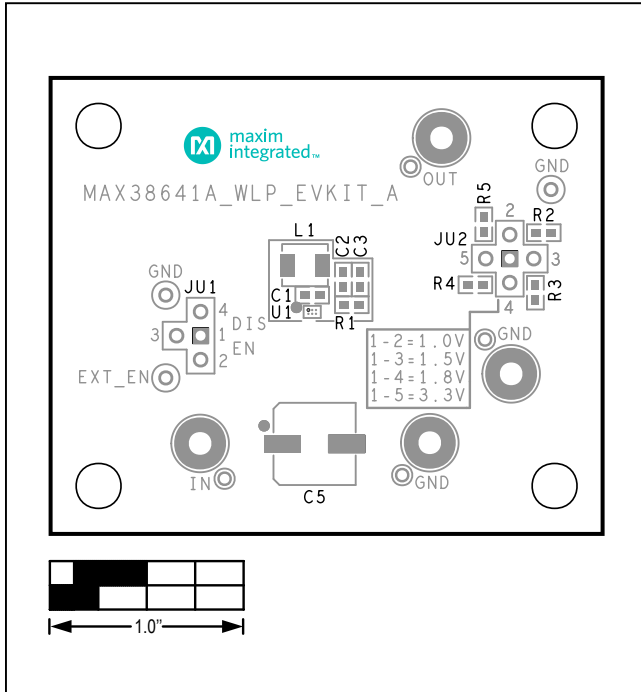 maxim
integrated™
MAX38641A_WLP_EVKIT_A
OUT
GND
R5
2
R2
JU2
5
3
R4
R3
4
L1
C2
C3
C1
U1
R1
GND
JU1
4
DIS
3
1
EN
2
EXT_EN
GND
1-2=1.0V
1-3=1.5V
1-4=1.8V
1-5=3.3V
IN
C5
GND
1.0”